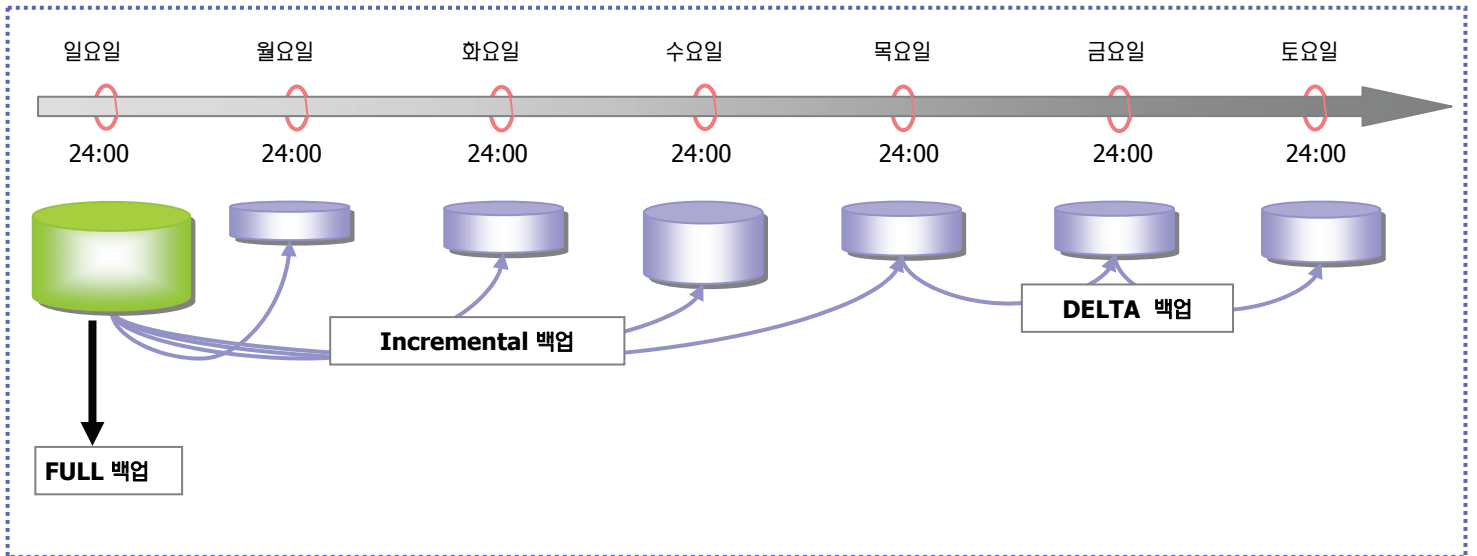 일요일 월요일 화요일 수요일 목요일 금요일 토요일
24:00 24:00 24:00 24:00 24:00 24:00 24:00
DELTA 백업
Incremental 백업
FULL 백업